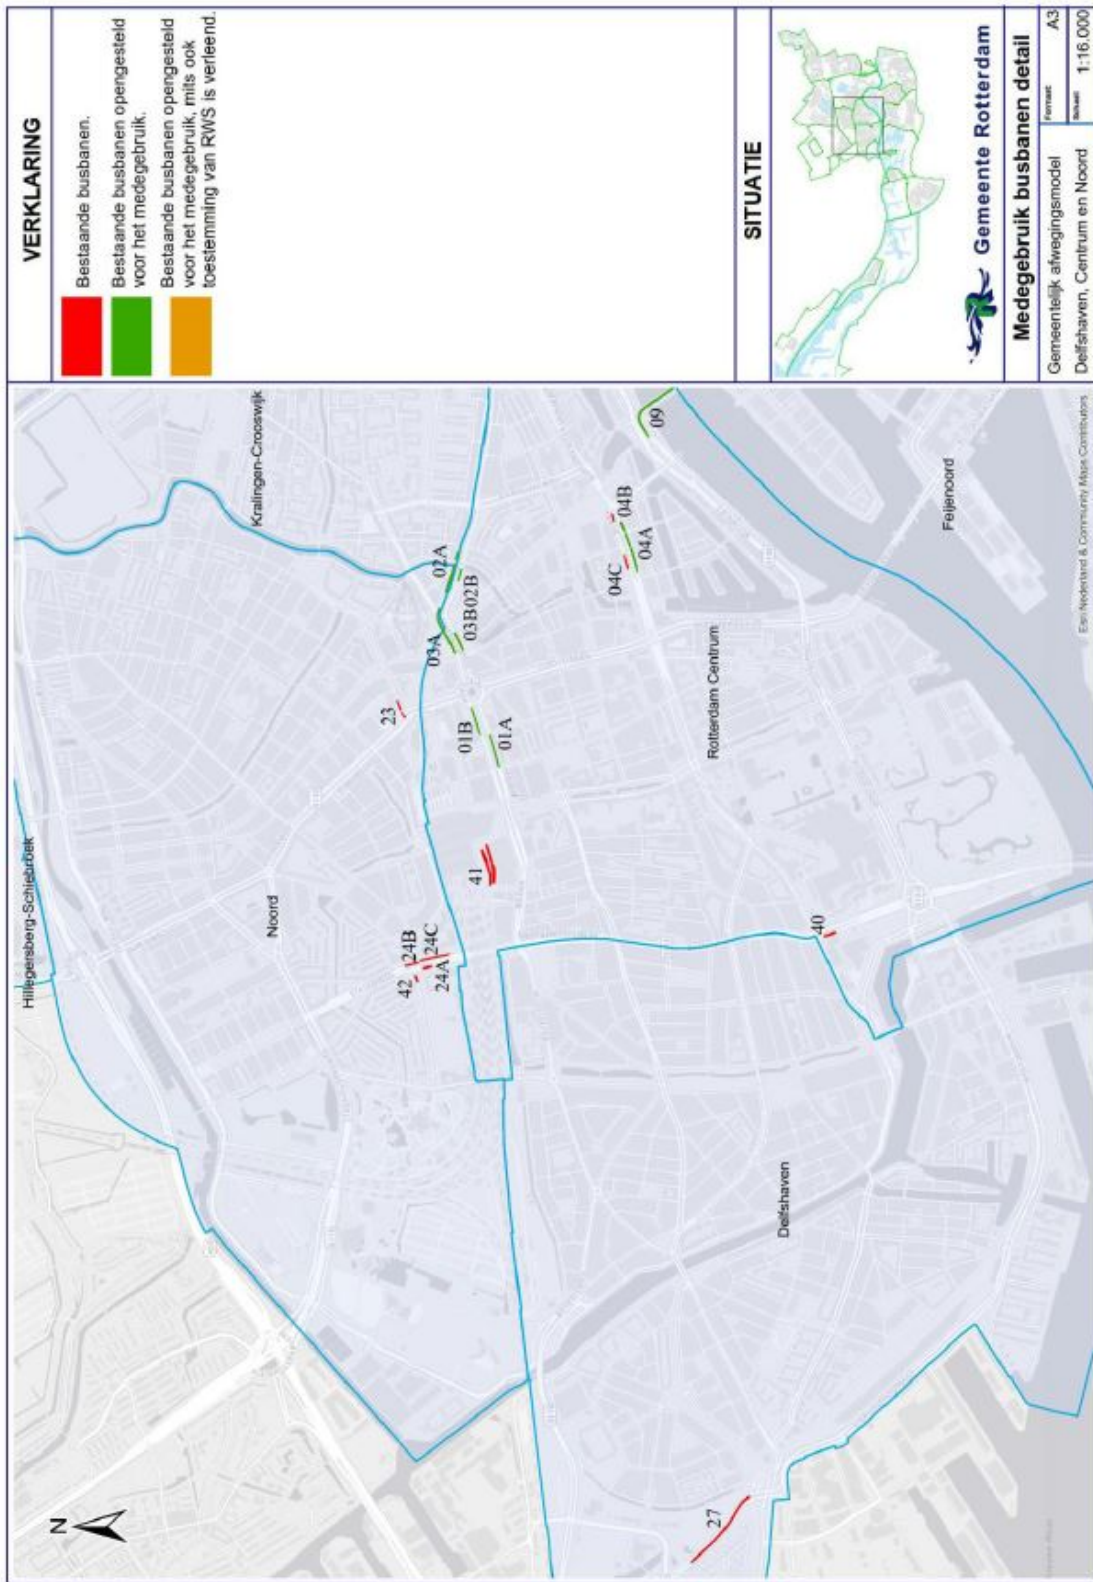 VERKLARING
Bestaande busbanen.
Bestaande busbanen opengesteld
voor het medegebruik.
Bestaande busbanen opengesteld
voor het medegebruik, mits ook
toestemming van RWS is verleend.
SITUATIE
Gemeente Rotterdam
Medegebruik busbanen detail
Gemeentelijk afwegingsmodel
Formaat: A3
Delfshaven, Centrum en Noord
Schaal: 1:16.000
N
Hillegersberg-Schiebroek
Kralingen-Crooswijk
Noord
Rotterdam Centrum
Delfshaven
Feijenoord
42
24B
24C
24A
23
03A
02A
03B
02B
41
01B
01A
04C
04B
04A
09
40
27
Esri Nederland & Community Maps Contributors